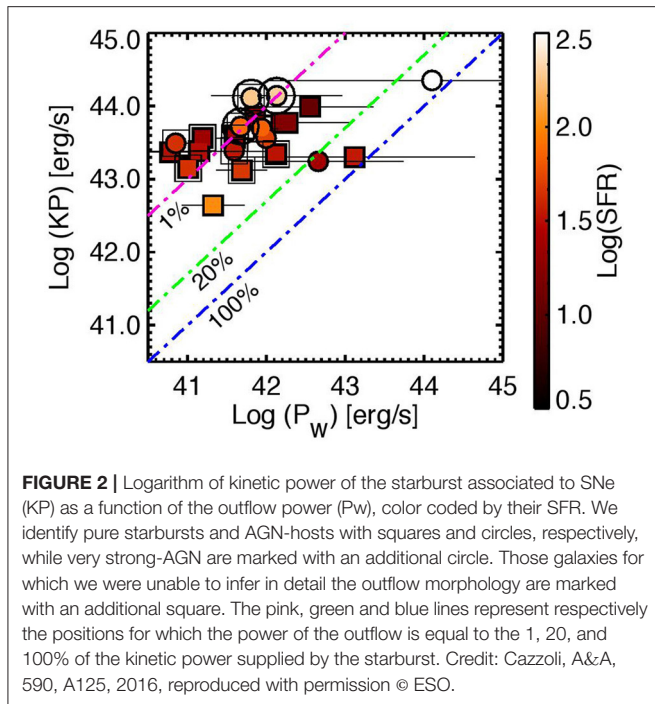 45.0
44.0
43.0
42.0
41.0
Log (KP) [erg/s]
1%
20%
100%
41 42 43 44 45
Log (P_W) [erg/s]
2.5
2.0
1.5
1.0
0.5
Log(SFR)
FIGURE 2 | Logarithm of kinetic power of the starburst associated to SNe
(KP) as a function of the outflow power (Pw), color coded by their SFR. We
identify pure starbursts and AGN-hosts with squares and circles, respectively,
while very strong-AGN are marked with an additional circle. Those galaxies for
which we were unable to infer in detail the outflow morphology are marked
with an additional square. The pink, green and blue lines represent respectively
the positions for which the power of the outflow is equal to the 1, 20, and
100% of the kinetic power supplied by the starburst. Credit: Cazzoli, A&A,
590, A125, 2016, reproduced with permission © ESO.